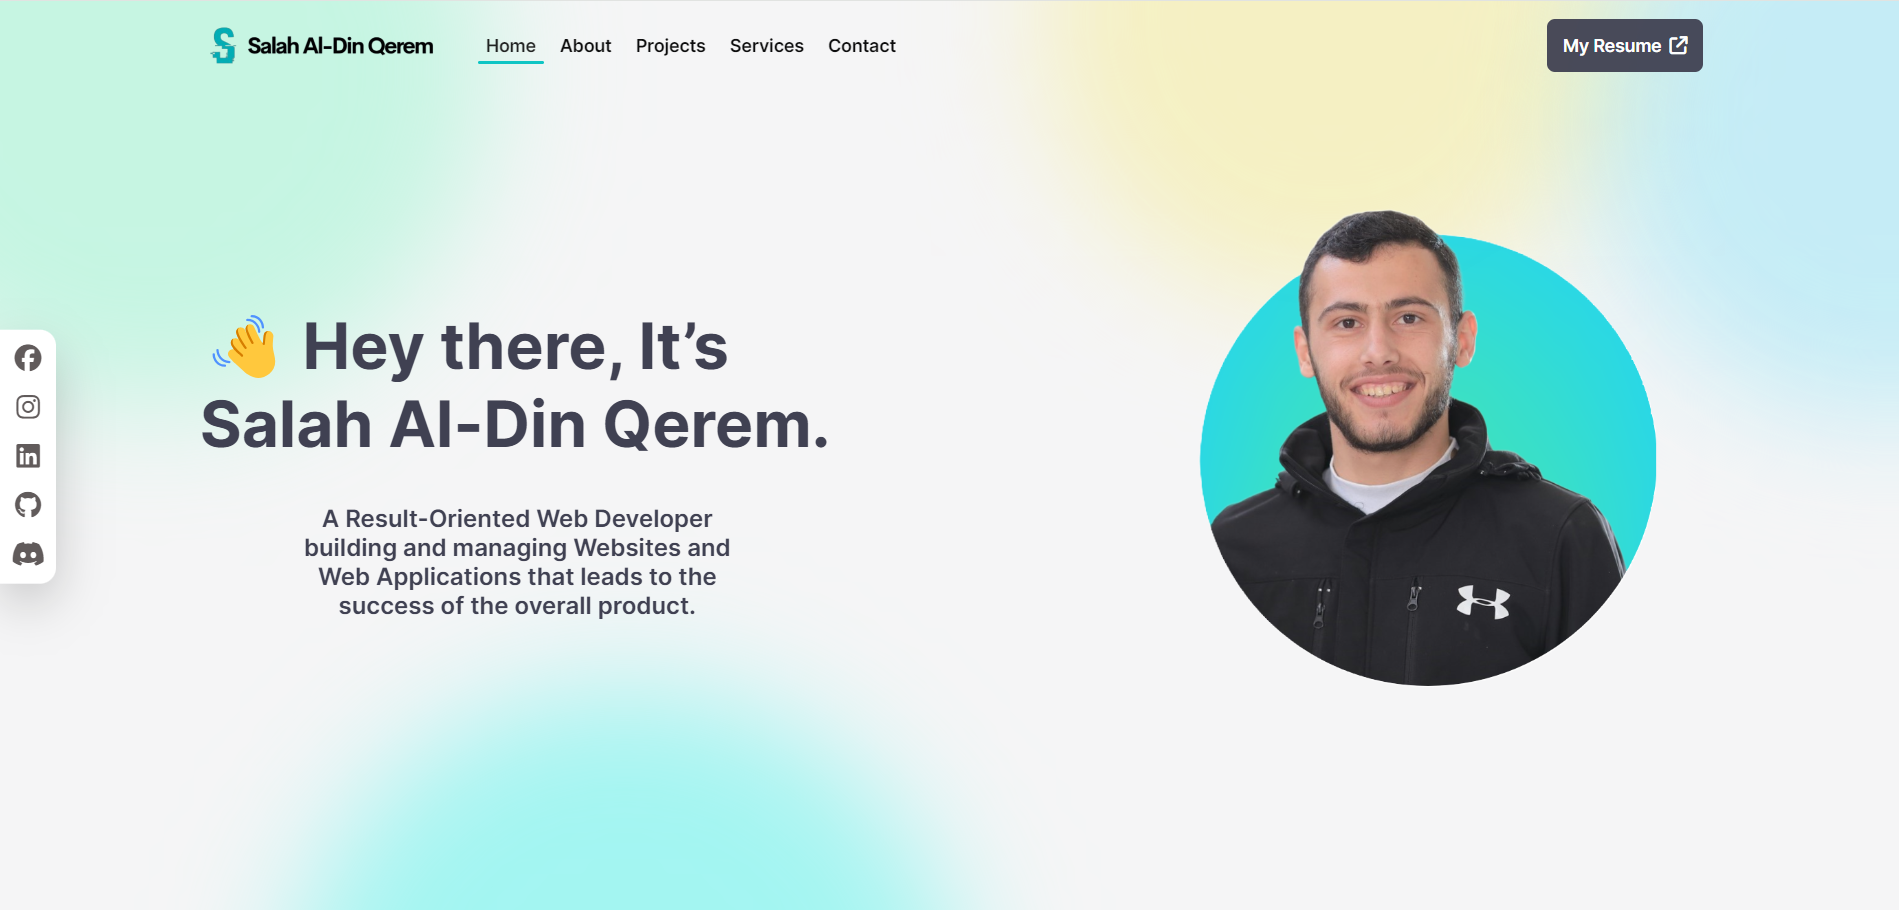 Salah Al-Din Qerem
Home
About
Projects
Services
Contact
My Resume
👋 Hey there, It’s
Salah Al-Din Qerem.
A Result-Oriented Web Developer
building and managing Websites and
Web Applications that leads to the
success of the overall product.